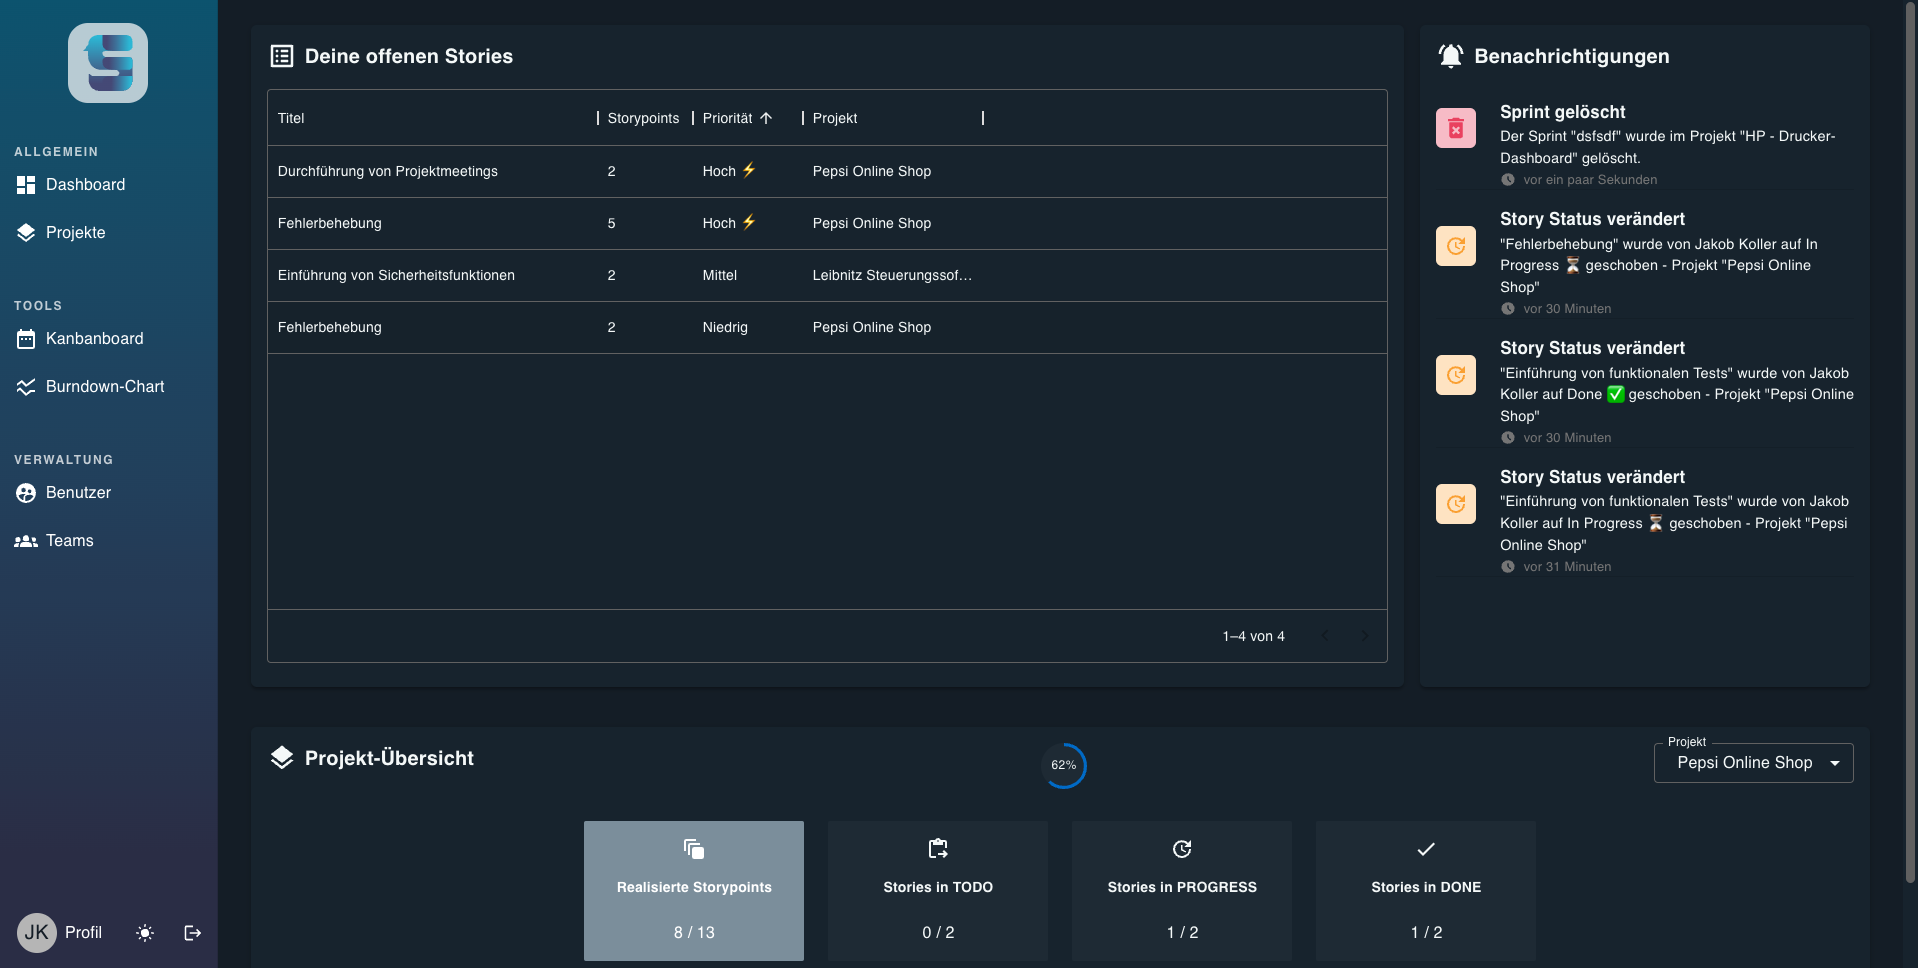 ALLGEMEIN
Dashboard
Projekte
TOOLS
Kanbanboard
Burndown-Chart
VERWALTUNG
Benutzer
Teams
JK Profil
Deine offenen Stories
Titel Storypoints Priorität Projekt
Durchführung von Projektmeetings 2 Hoch ⚡ Pepsi Online Shop
Fehlerbehebung 5 Hoch ⚡ Pepsi Online Shop
Einführung von Sicherheitsfunktionen 2 Mittel Leibnitz Steuerungssof...
Fehlerbehebung 2 Niedrig Pepsi Online Shop
1–4 von 4
Benachrichtigungen
Sprint gelöscht
Der Sprint "dsfsdf" wurde im Projekt "HP - Drucker-
Dashboard" gelöscht.
vor ein paar Sekunden
Story Status verändert
"Fehlerbehebung" wurde von Jakob Koller auf In
Progress ⏳ geschoben - Projekt "Pepsi Online
Shop"
vor 30 Minuten
Story Status verändert
"Einführung von funktionalen Tests" wurde von Jakob
Koller auf Done ✅ geschoben - Projekt "Pepsi Online
Shop"
vor 30 Minuten
Story Status verändert
"Einführung von funktionalen Tests" wurde von Jakob
Koller auf In Progress ⏳ geschoben - Projekt "Pepsi
Online Shop"
vor 31 Minuten
Projekt-Übersicht
62%
Projekt
Pepsi Online Shop
Realisierte Storypoints
8 / 13
Stories in TODO
0 / 2
Stories in PROGRESS
1 / 2
Stories in DONE
1 / 2